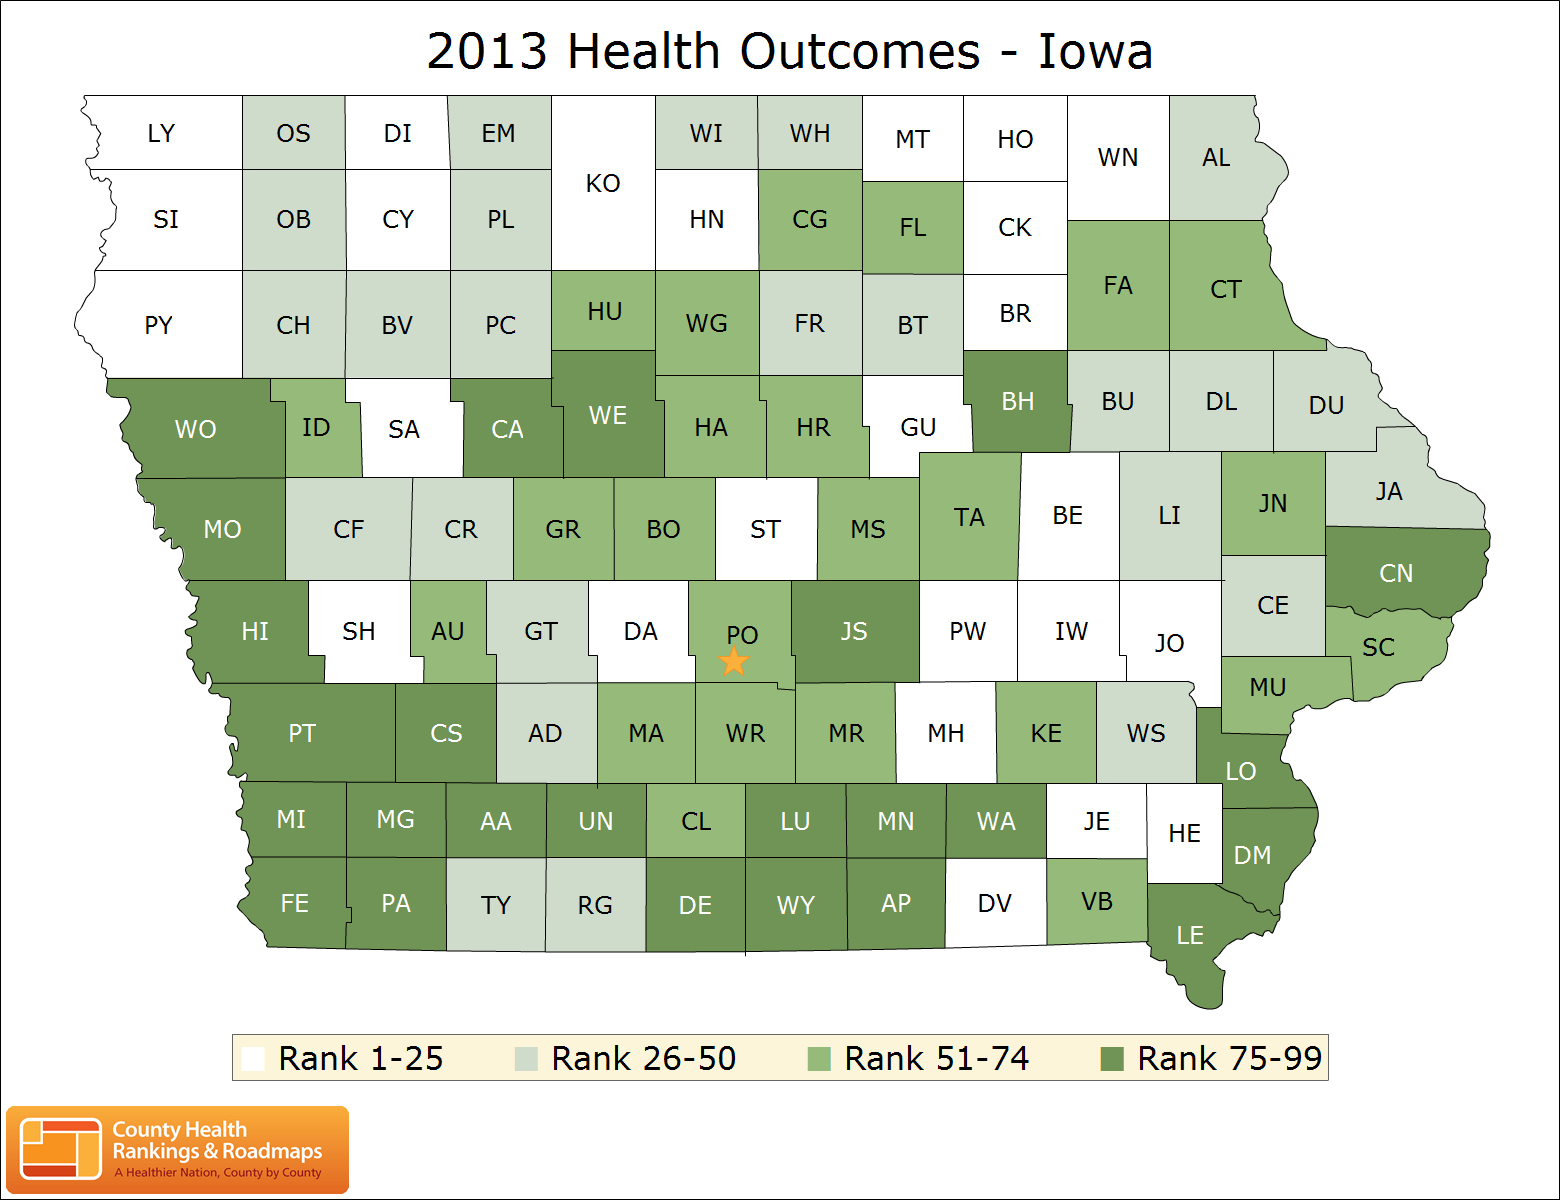 2013 Health Outcomes - Iowa
LY OS DI EM KO WI WH MT HO WN AL
SI OB CY PL HN CG FL CK
PY CH BV PC HU WG FR BT BR FA CT
WO ID SA CA WE HA HR GU BH BU DL DU
MO CF CR GR BO ST MS TA BE LI JN JA
HI SH AU GT DA PO JS PW IW JO CE CN
SC
PT CS AD MA WR MR MH KE WS MU
LO
MI MG AA UN CL LU MN WA JE HE DM
FE PA TY RG DE WY AP DV VB LE
Rank 1-25 Rank 26-50 Rank 51-74 Rank 75-99
County Health
Rankings & Roadmaps
A Healthier Nation, County by County